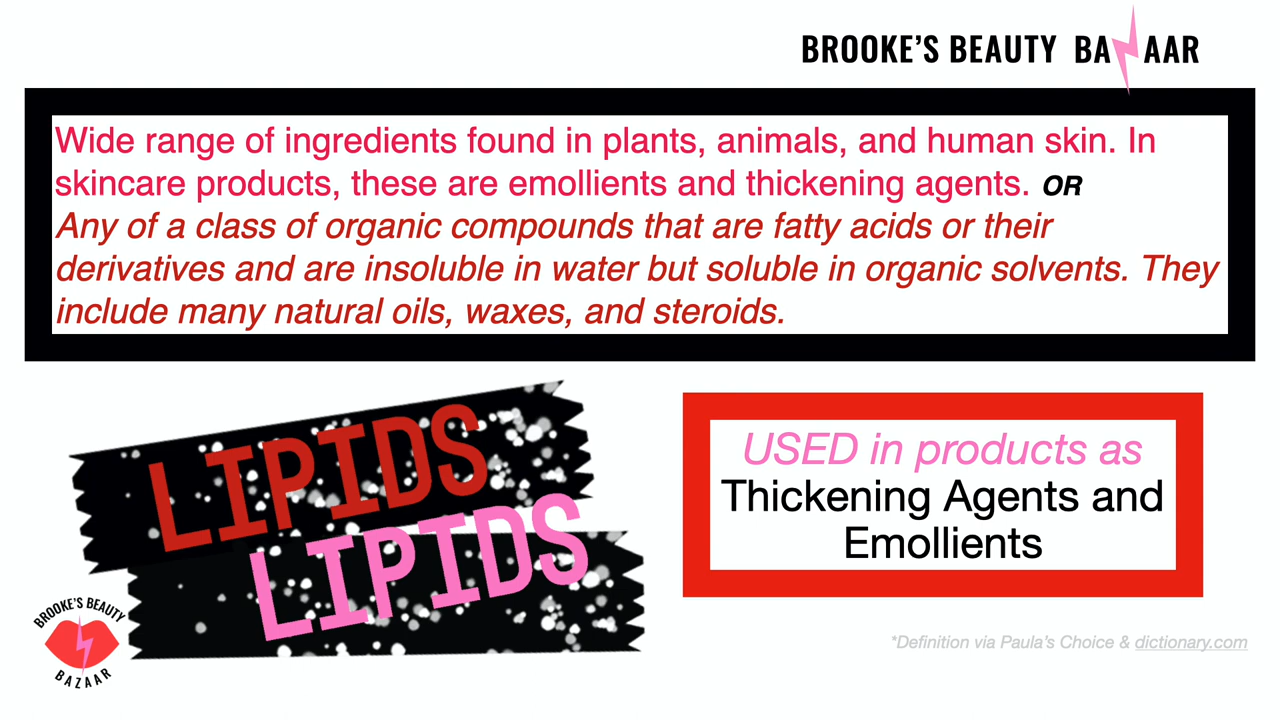 BROOKE'S BEAUTY BAZAAR
Wide range of ingredients found in plants, animals, and human skin. In
skincare products, these are emollients and thickening agents. OR
Any of a class of organic compounds that are fatty acids or their
derivatives and are insoluble in water but soluble in organic solvents. They
include many natural oils, waxes, and steroids.
LIPIDS
LIPIDS
USED in products as
Thickening Agents and
Emollients
BROOKE'S BEAUTY
BAZAAR
*Definition via Paula's Choice & dictionary.com